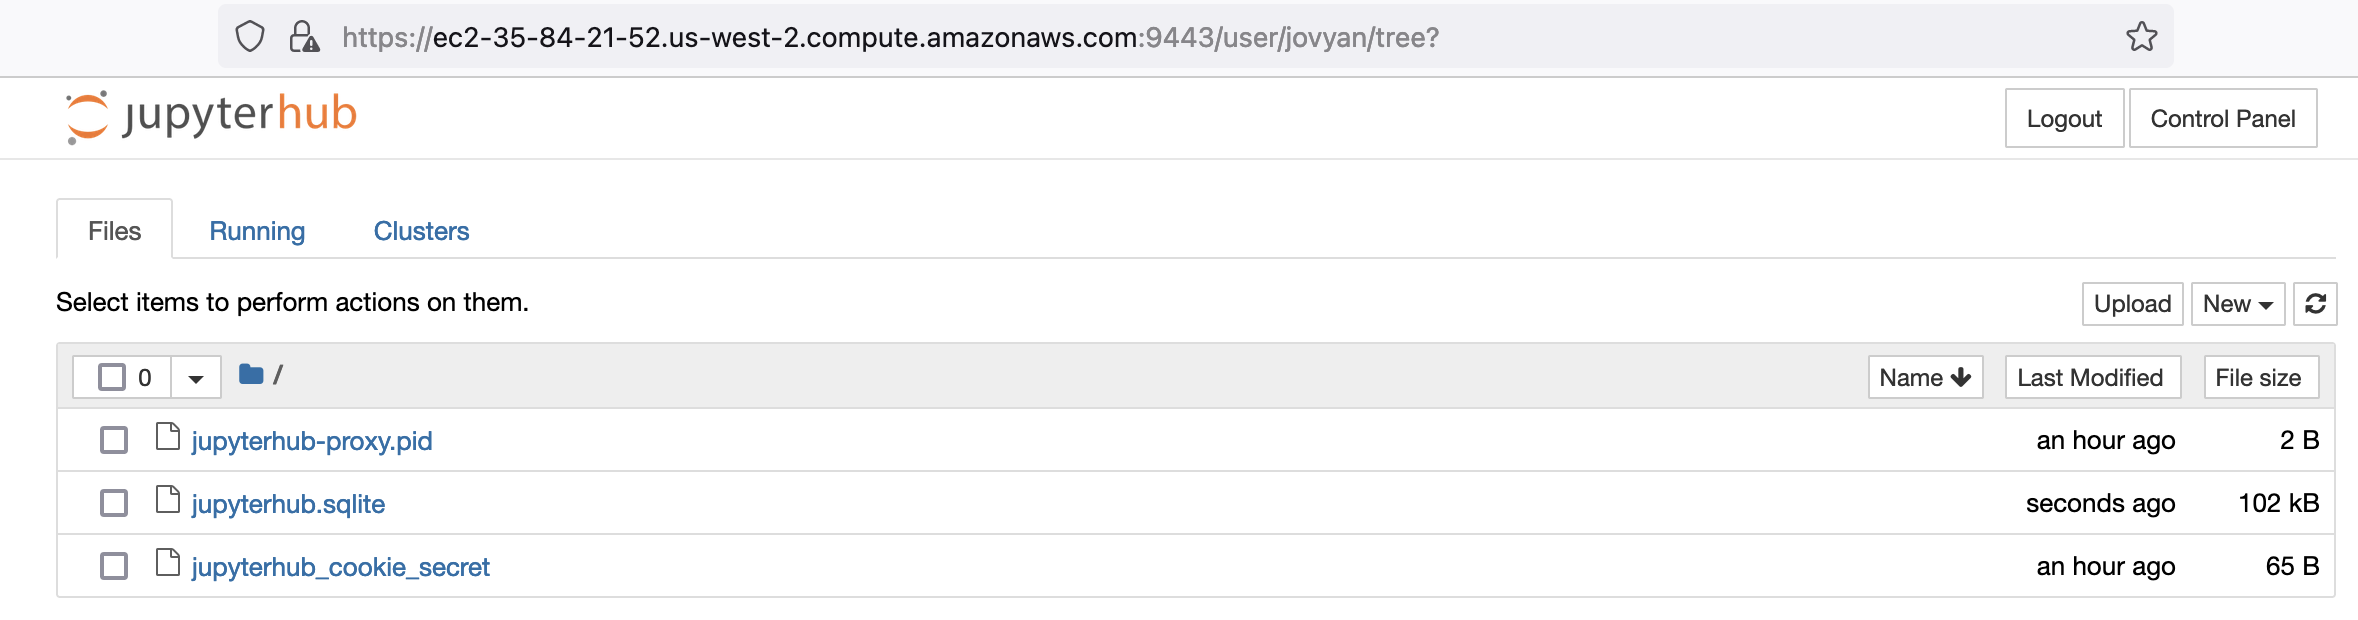 https://ec2-35-84-21-52.us-west-2.compute.amazonaws.com:9443/user/jovyan/tree?
jupyterhub
Logout Control Panel
Files Running Clusters
Select items to perform actions on them.
Upload New
0 / Name Last Modified File size
jupyterhub-proxy.pid an hour ago 2 B
jupyterhub.sqlite seconds ago 102 kB
jupyterhub_cookie_secret an hour ago 65 B